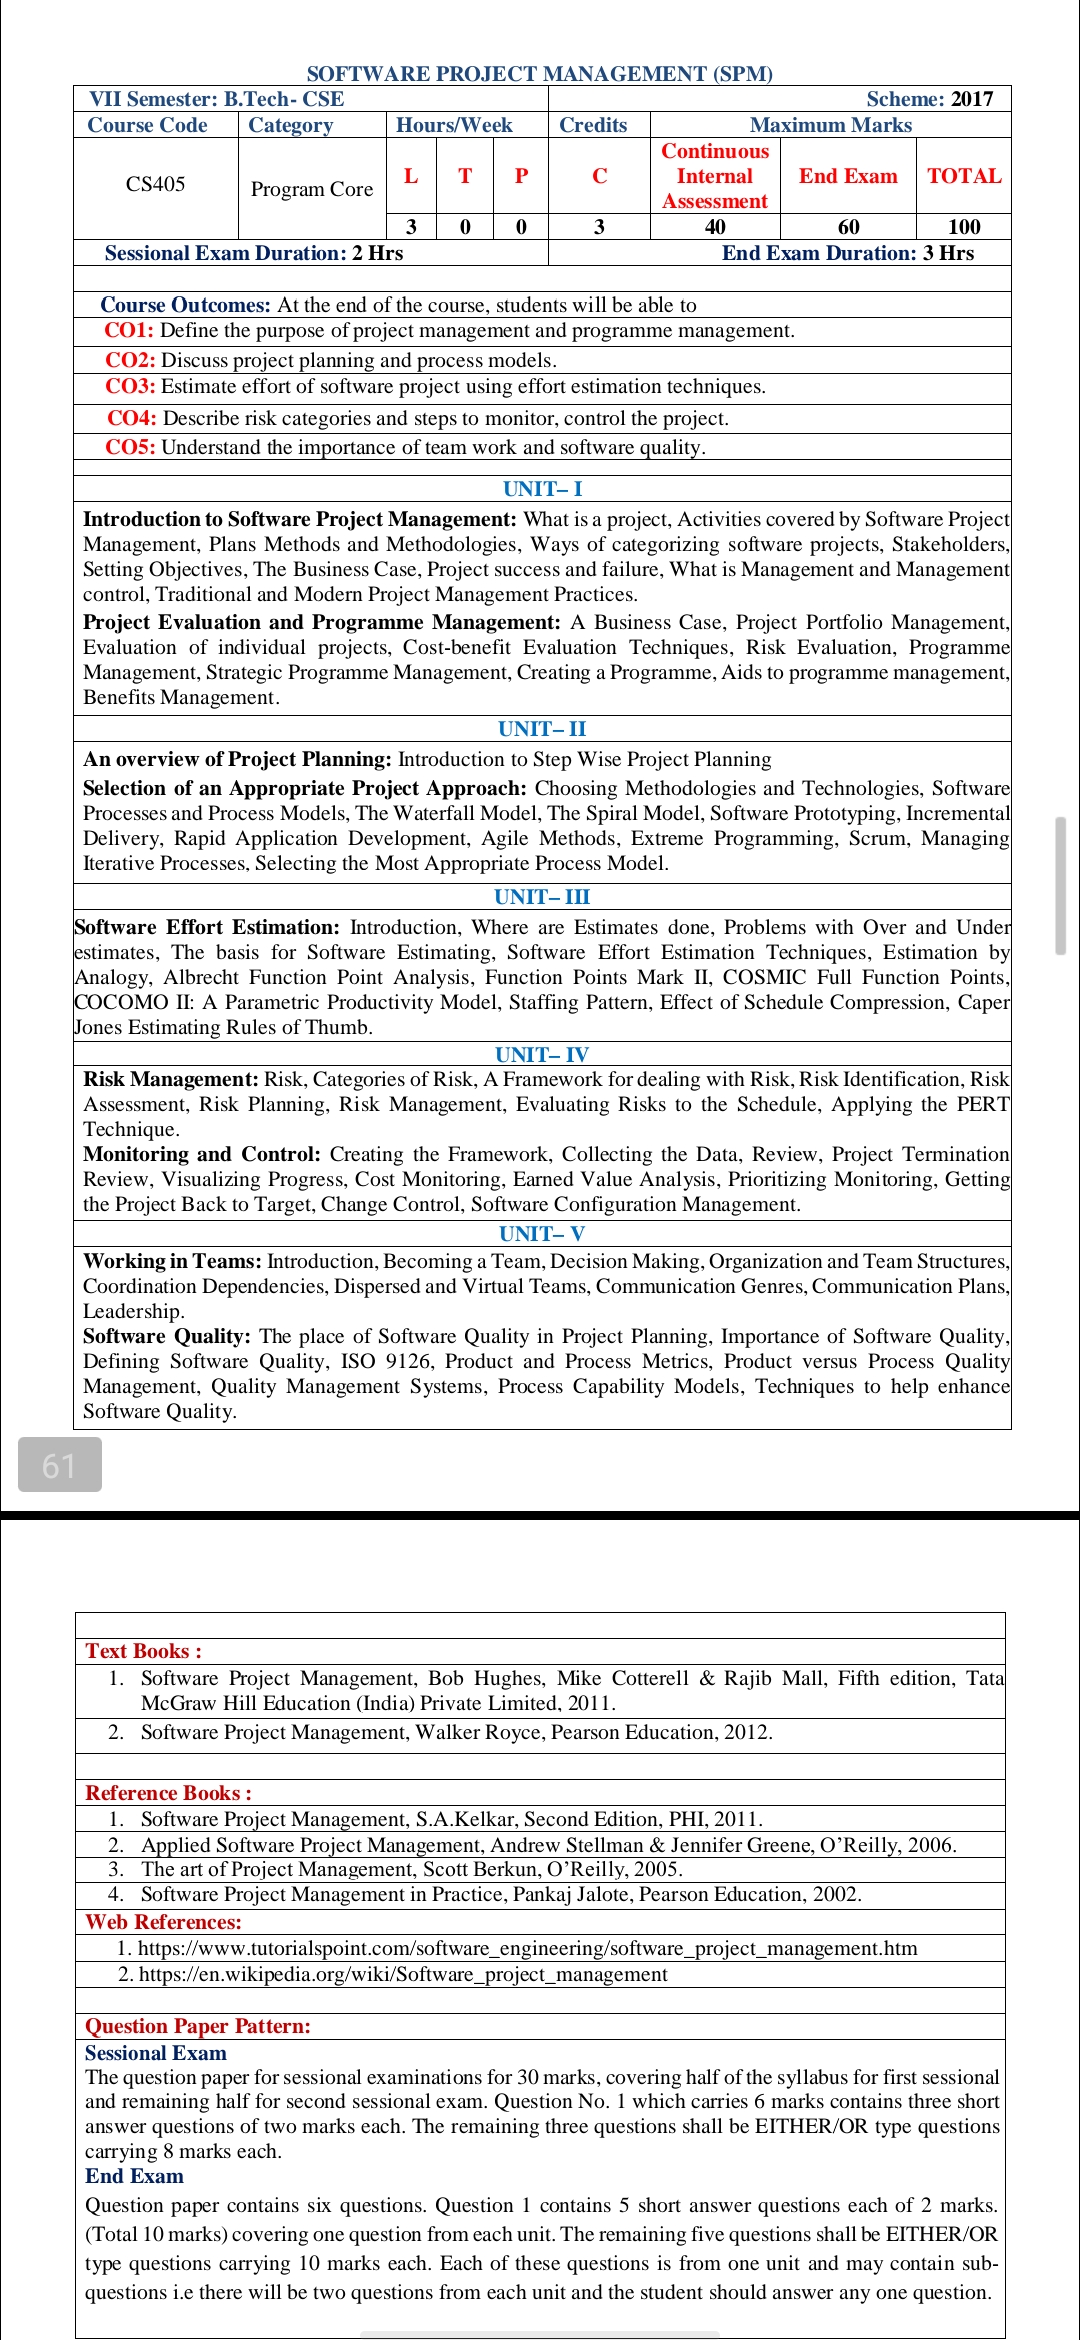 SOFTWARE PROJECT MANAGEMENT (SPM)
VII Semester: B.Tech- CSE Scheme: 2017
Course Code Category Hours/Week Credits Maximum Marks
CS405 Program Core L T P C Continuous Internal Assessment End Exam TOTAL
3 0 0 3 40 60 100
Sessional Exam Duration: 2 Hrs End Exam Duration: 3 Hrs
Course Outcomes: At the end of the course, students will be able to
CO1: Define the purpose of project management and programme management.
CO2: Discuss project planning and process models.
CO3: Estimate effort of software project using effort estimation techniques.
CO4: Describe risk categories and steps to monitor, control the project.
CO5: Understand the importance of team work and software quality.
UNIT– I
Introduction to Software Project Management: What is a project, Activities covered by Software Project
Management, Plans Methods and Methodologies, Ways of categorizing software projects, Stakeholders,
Setting Objectives, The Business Case, Project success and failure, What is Management and Management
control, Traditional and Modern Project Management Practices.
Project Evaluation and Programme Management: A Business Case, Project Portfolio Management,
Evaluation of individual projects, Cost-benefit Evaluation Techniques, Risk Evaluation, Programme
Management, Strategic Programme Management, Creating a Programme, Aids to programme management,
Benefits Management.
UNIT– II
An overview of Project Planning: Introduction to Step Wise Project Planning
Selection of an Appropriate Project Approach: Choosing Methodologies and Technologies, Software
Processes and Process Models, The Waterfall Model, The Spiral Model, Software Prototyping, Incremental
Delivery, Rapid Application Development, Agile Methods, Extreme Programming, Scrum, Managing
Iterative Processes, Selecting the Most Appropriate Process Model.
UNIT– III
Software Effort Estimation: Introduction, Where are Estimates done, Problems with Over and Under
estimates, The basis for Software Estimating, Software Effort Estimation Techniques, Estimation by
Analogy, Albrecht Function Point Analysis, Function Points Mark II, COSMIC Full Function Points,
COCOMO II: A Parametric Productivity Model, Staffing Pattern, Effect of Schedule Compression, Caper
Jones Estimating Rules of Thumb.
UNIT– IV
Risk Management: Risk, Categories of Risk, A Framework for dealing with Risk, Risk Identification, Risk
Assessment, Risk Planning, Risk Management, Evaluating Risks to the Schedule, Applying the PERT
Technique.
Monitoring and Control: Creating the Framework, Collecting the Data, Review, Project Termination
Review, Visualizing Progress, Cost Monitoring, Earned Value Analysis, Prioritizing Monitoring, Getting
the Project Back to Target, Change Control, Software Configuration Management.
UNIT– V
Working in Teams: Introduction, Becoming a Team, Decision Making, Organization and Team Structures,
Coordination Dependencies, Dispersed and Virtual Teams, Communication Genres, Communication Plans,
Leadership.
Software Quality: The place of Software Quality in Project Planning, Importance of Software Quality,
Defining Software Quality, ISO 9126, Product and Process Metrics, Product versus Process Quality
Management, Quality Management Systems, Process Capability Models, Techniques to help enhance
Software Quality.
61
Text Books :
1. Software Project Management, Bob Hughes, Mike Cotterell & Rajib Mall, Fifth edition, Tata
McGraw Hill Education (India) Private Limited, 2011.
2. Software Project Management, Walker Royce, Pearson Education, 2012.
Reference Books :
1. Software Project Management, S.A.Kelkar, Second Edition, PHI, 2011.
2. Applied Software Project Management, Andrew Stellman & Jennifer Greene, O’Reilly, 2006.
3. The art of Project Management, Scott Berkun, O’Reilly, 2005.
4. Software Project Management in Practice, Pankaj Jalote, Pearson Education, 2002.
Web References:
1. https://www.tutorialspoint.com/software_engineering/software_project_management.htm
2. https://en.wikipedia.org/wiki/Software_project_management
Question Paper Pattern:
Sessional Exam
The question paper for sessional examinations for 30 marks, covering half of the syllabus for first sessional
and remaining half for second sessional exam. Question No. 1 which carries 6 marks contains three short
answer questions of two marks each. The remaining three questions shall be EITHER/OR type questions
carrying 8 marks each.
End Exam
Question paper contains six questions. Question 1 contains 5 short answer questions each of 2 marks.
(Total 10 marks) covering one question from each unit. The remaining five questions shall be EITHER/OR
type questions carrying 10 marks each. Each of these questions is from one unit and may contain sub-
questions i.e there will be two questions from each unit and the student should answer any one question.